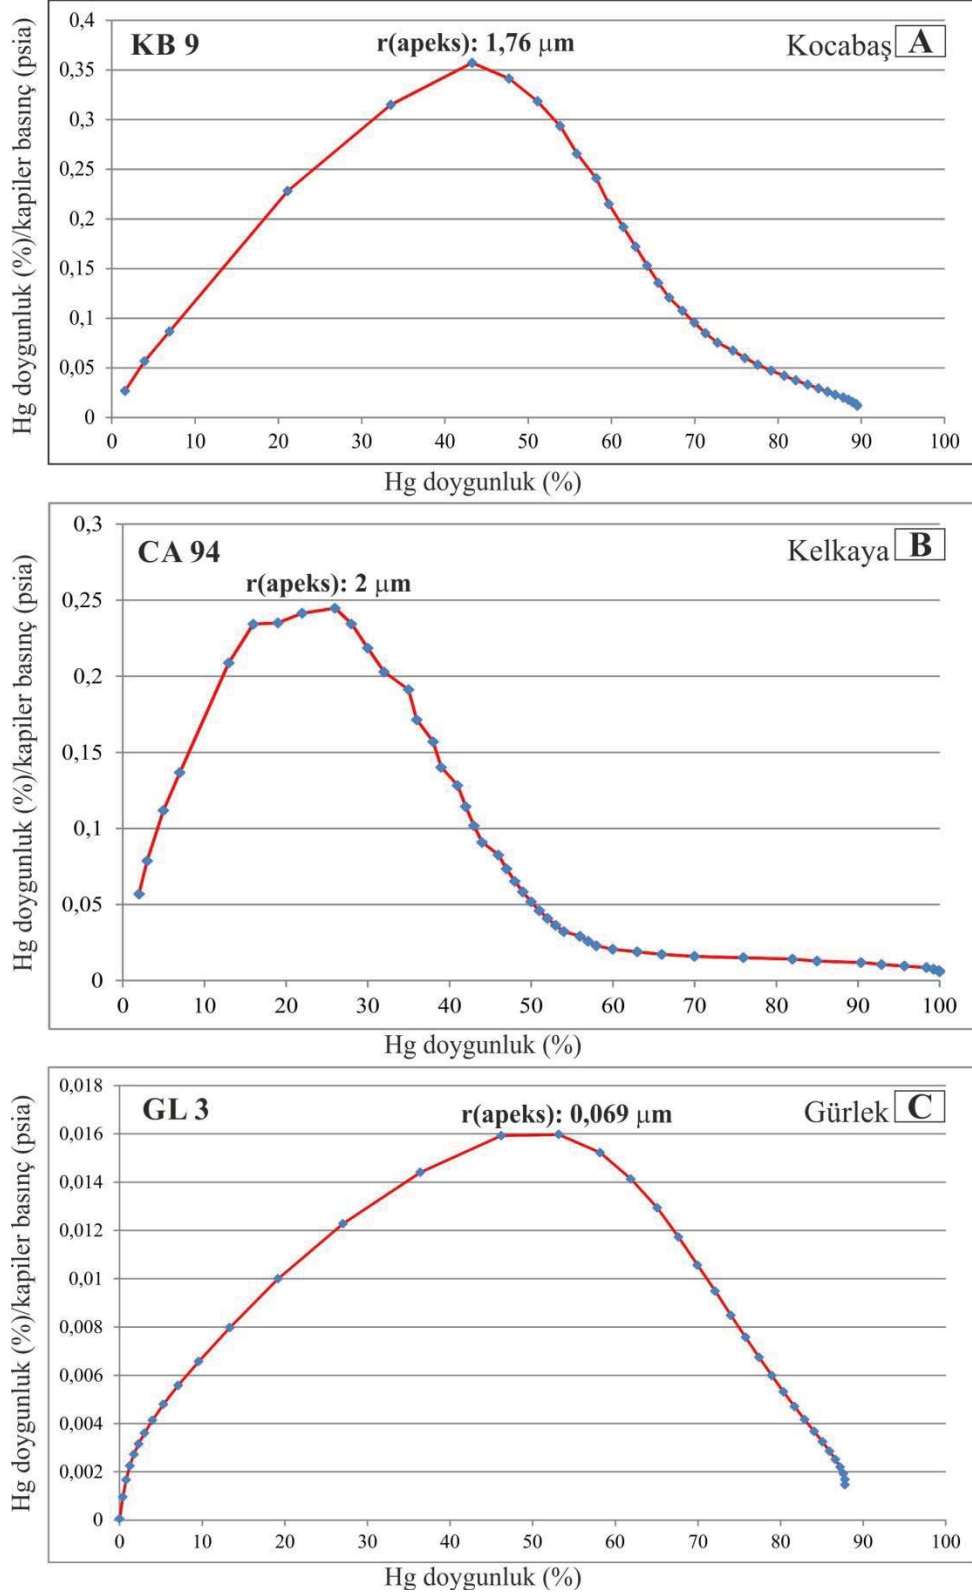 KB 9
r(apeks): 1,76 µm
Kocabaş A
Hg doygunluk (%)/kapiler basınç (psia)
0,4
0,35
0,3
0,25
0,2
0,15
0,1
0,05
0
0 10 20 30 40 50 60 70 80 90 100
Hg doygunluk (%)
CA 94
r(apeks): 2 µm
Kelkaya B
Hg doygunluk (%)/kapiler basınç (psia)
0,3
0,25
0,2
0,15
0,1
0,05
0
0 10 20 30 40 50 60 70 80 90 100
Hg doygunluk (%)
GL 3
r(apeks): 0,069 µm
Gürlek C
Hg doygunluk (%)/kapiler basınç (psia)
0,018
0,016
0,014
0,012
0,01
0,008
0,006
0,004
0,002
0
0 10 20 30 40 50 60 70 80 90 100
Hg doygunluk (%)